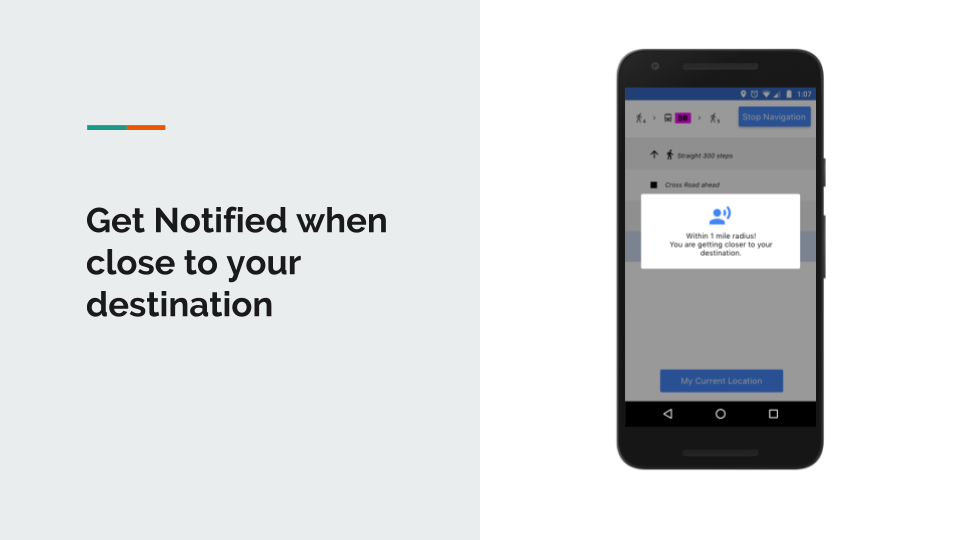 Get Notified when
close to your
destination
1:07
Stop Navigation
Straight 300 steps
Cross Road ahead
Within 1 mile radius!
You are getting closer to your
destination.
My Current Location